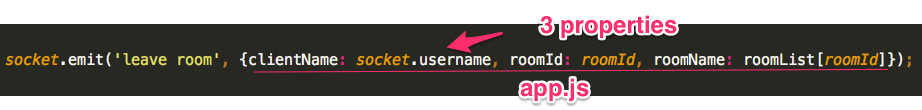 3 properties
socket.emit('leave room', {clientName: socket.username, roomId: roomId, roomName: roomList[roomId]});
app.js